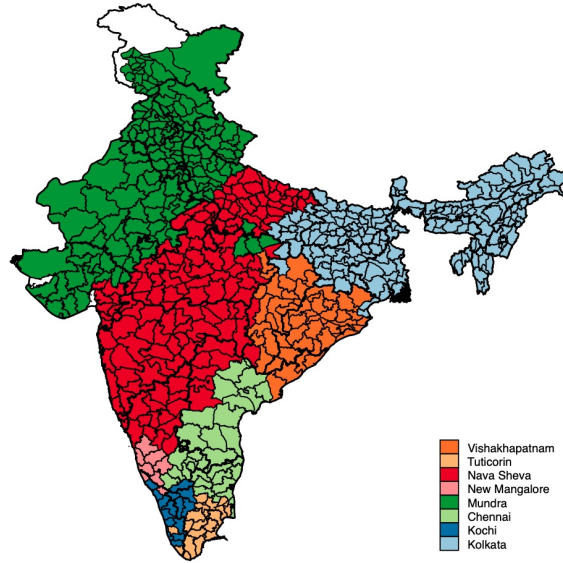 Vishakhapatnam
Tuticorin
Nava Sheva
New Mangalore
Mundra
Chennai
Kochi
Kolkata